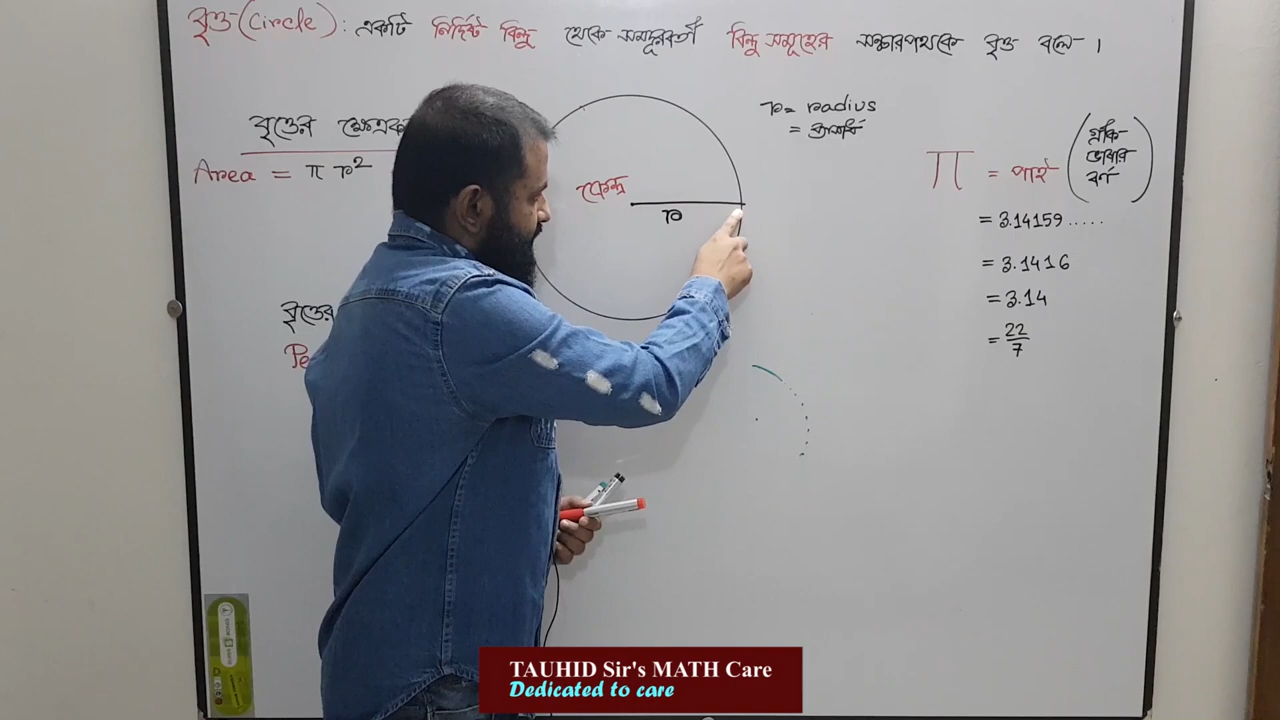 বৃত্ত (Circle) : একটি নির্দিষ্ট বিন্দু থেকে সমদূরবর্তী বিন্দু সমূহের সঞ্চারপথকে বৃত্ত বলে ।
বৃত্তের
Area = π r²
কেন্দ্র
r
r = radius
= ব্যাসার্ধ
π = পাই
= 3.14159.....
= 3.1416
= 3.14
= 22/7
বৃত্তের
Pe
TAUHID Sir's MATH Care
Dedicated to care